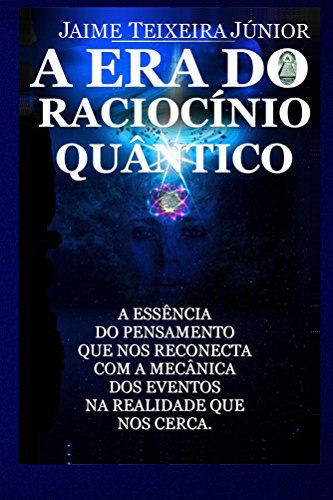 JAIME TEIXEIRA JÚNIOR
A ERA DO
RACIOCÍNIO
QUÂNTICO
A ESSÊNCIA
DO PENSAMENTO
QUE NOS RECONECTA
COM A MECÂNICA
DOS EVENTOS
NA REALIDADE QUE
NOS CERCA.